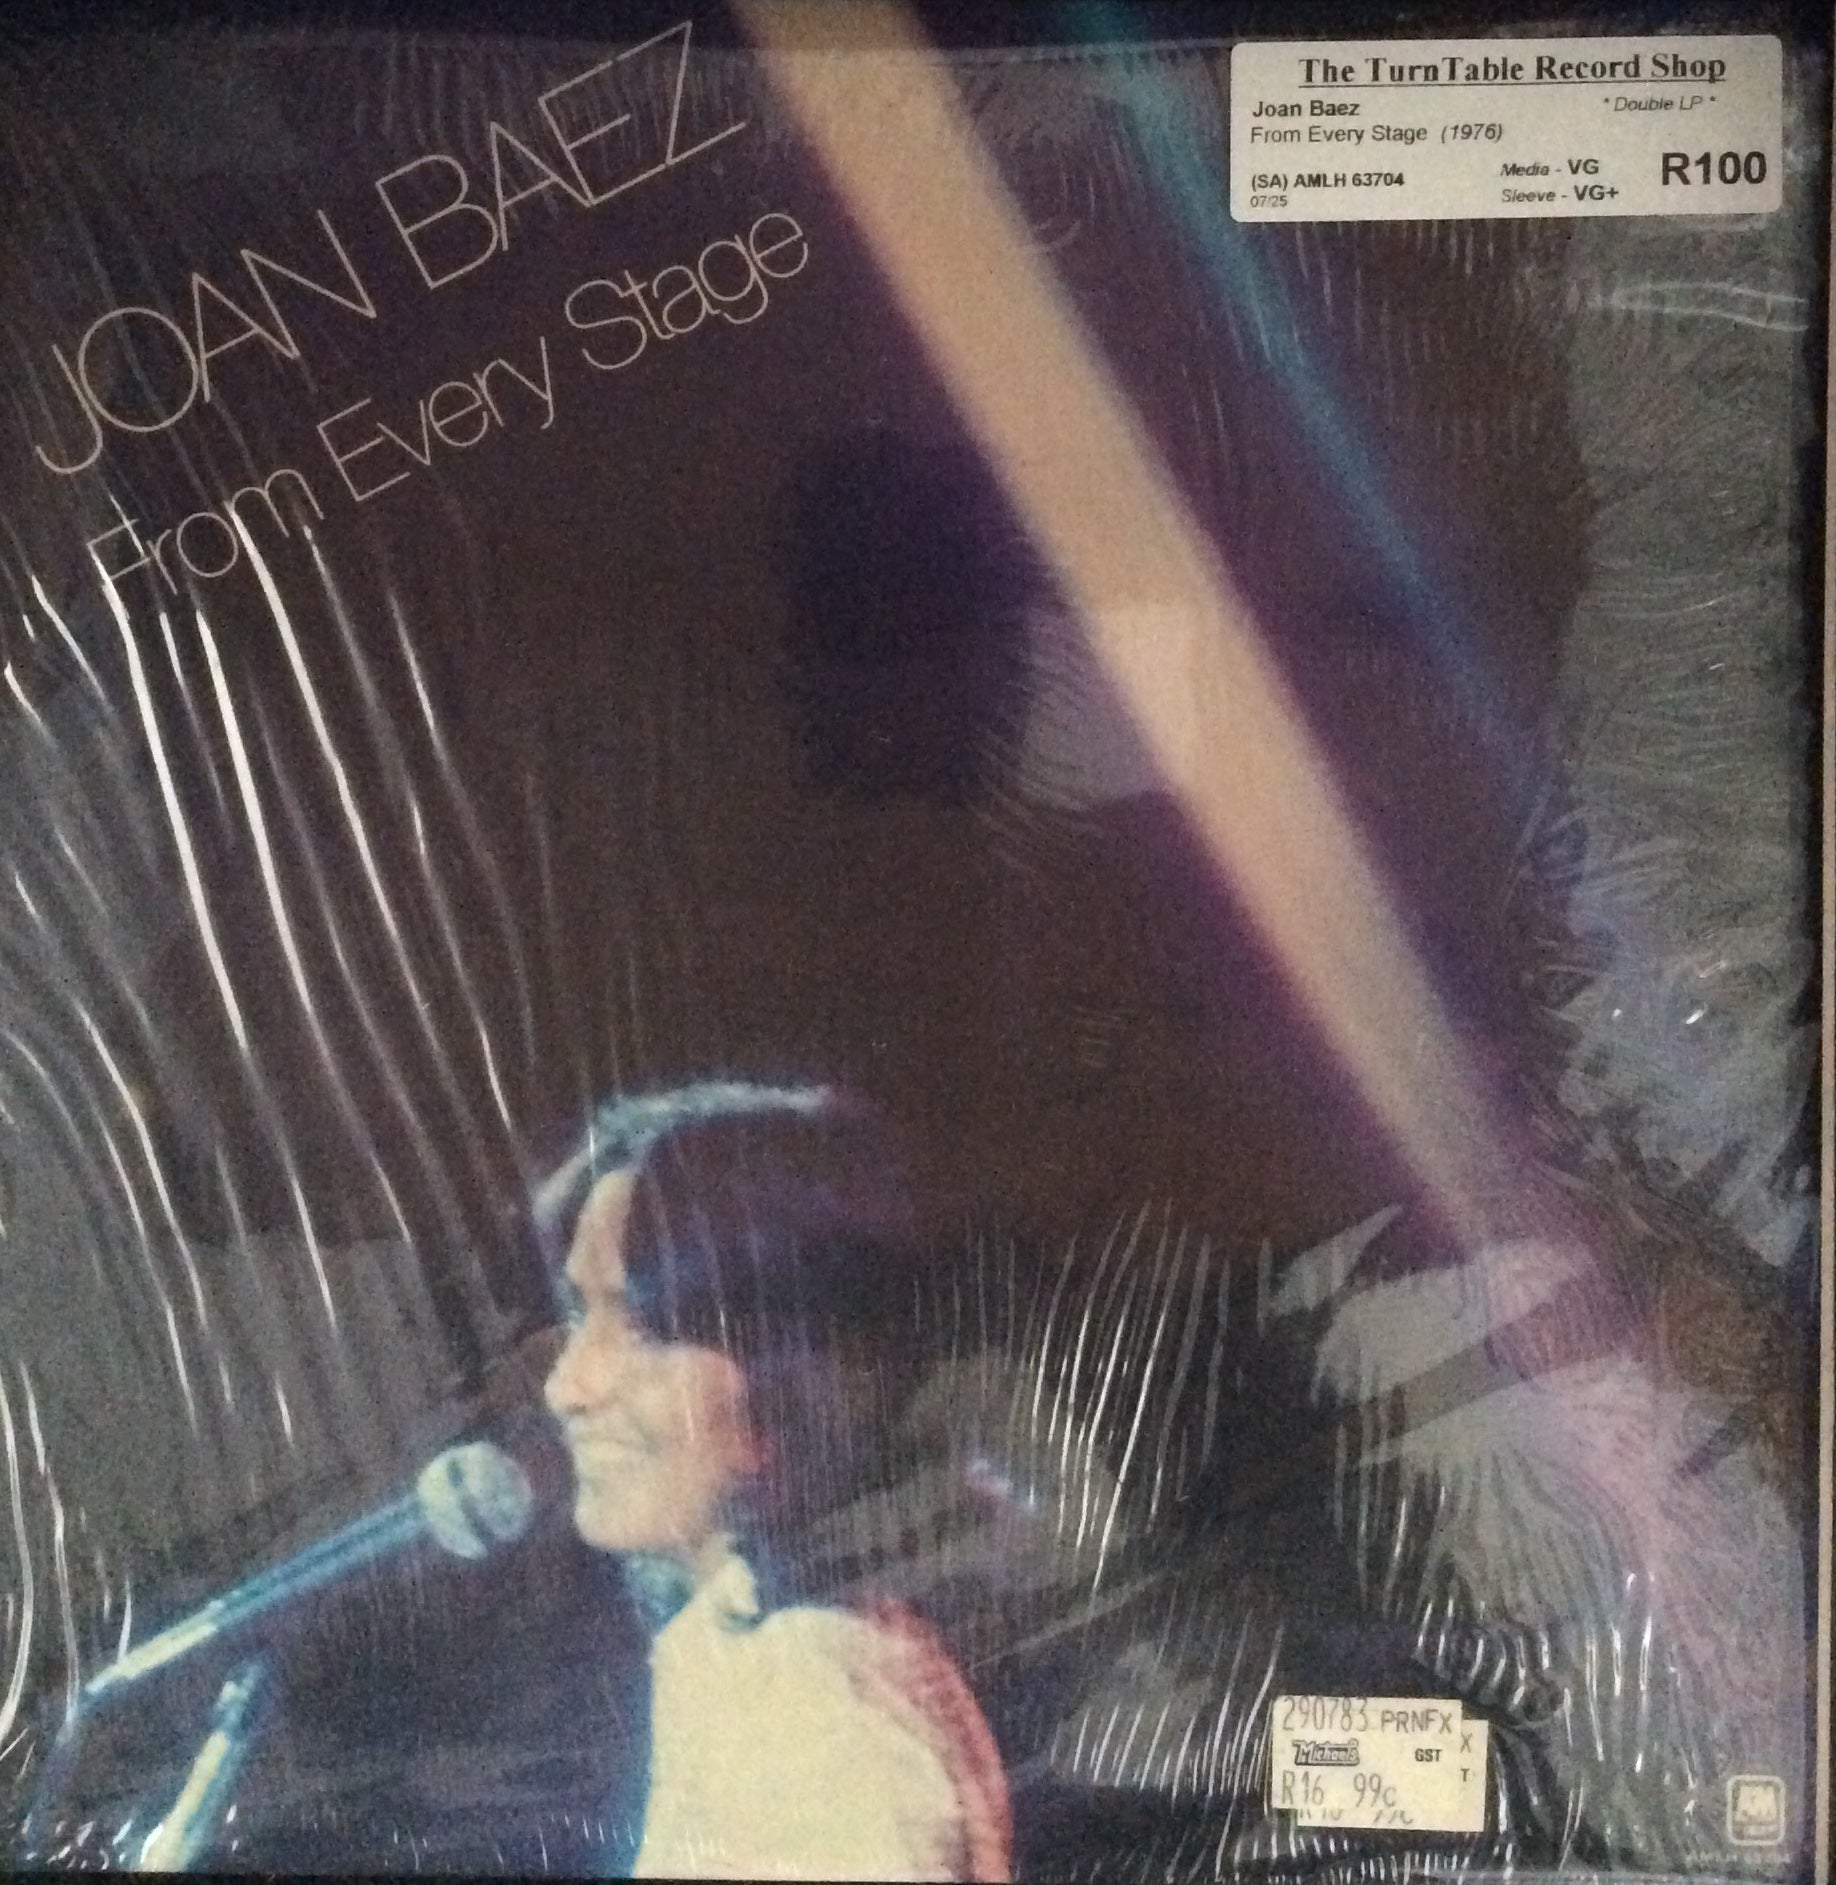 JOAN BAEZ
From Every Stage
The TurnTable Record Shop
Joan Baez * Double LP *
From Every Stage (1976)
(SA) AMLH 63704 Media - VG R100
07/25 Sleeve - VG+
290783 PRNFX X
Michael's GST T
R16 99c